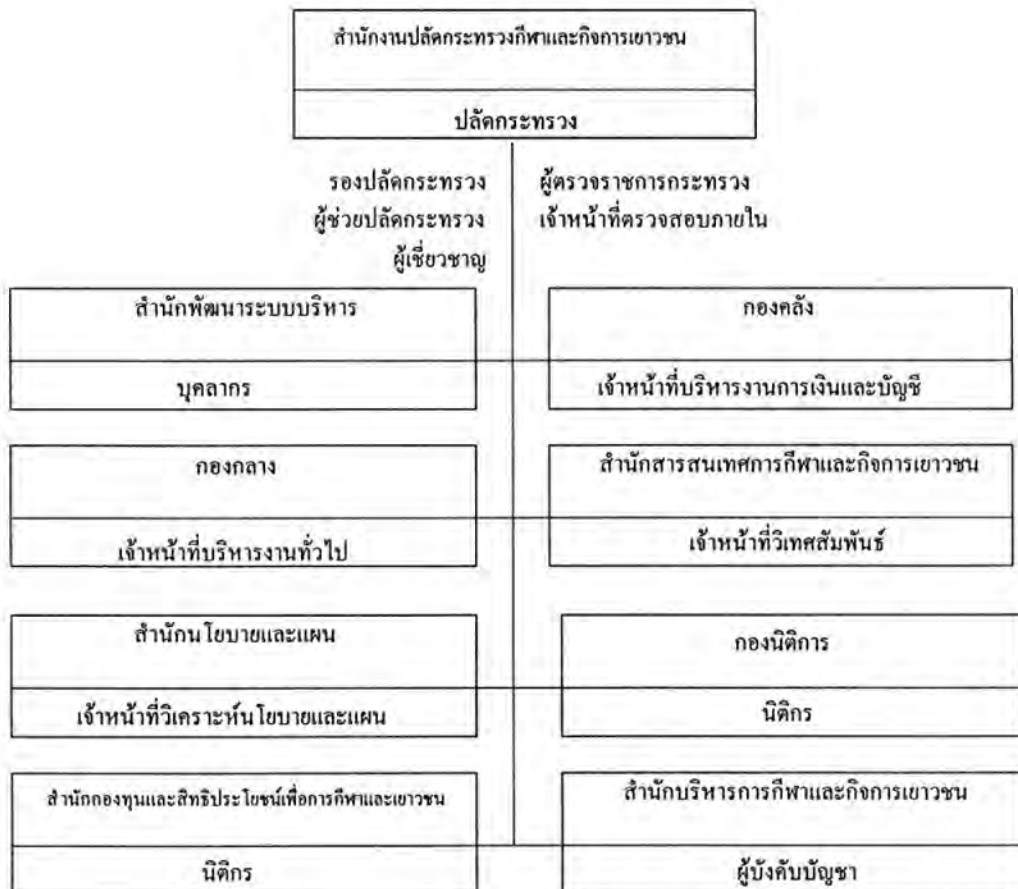 สำนักงานปลัดกระทรวงกีฬาและกิจการเยาวชน
ปลัดกระทรวง
รองปลัดกระทรวง
ผู้ช่วยปลัดกระทรวง
ผู้เชี่ยวชาญ
ผู้ตรวจราชการกระทรวง
เจ้าหน้าที่ตรวจสอบภายใน
สำนักพัฒนาระบบบริหาร
บุคลากร
กองคลัง
เจ้าหน้าที่บริหารงานการเงินและบัญชี
กองกลาง
เจ้าหน้าที่บริหารงานทั่วไป
สำนักสารสนเทศการกีฬาและกิจการเยาวชน
เจ้าหน้าที่วิเทศสัมพันธ์
สำนักนโยบายและแผน
เจ้าหน้าที่วิเคราะห์นโยบายและแผน
กองนิติการ
นิติกร
สำนักกองทุนและสิทธิประโยชน์เพื่อการกีฬาและเยาวชน
นิติกร
สำนักบริหารการกีฬาและกิจการเยาวชน
ผู้บังคับบัญชา